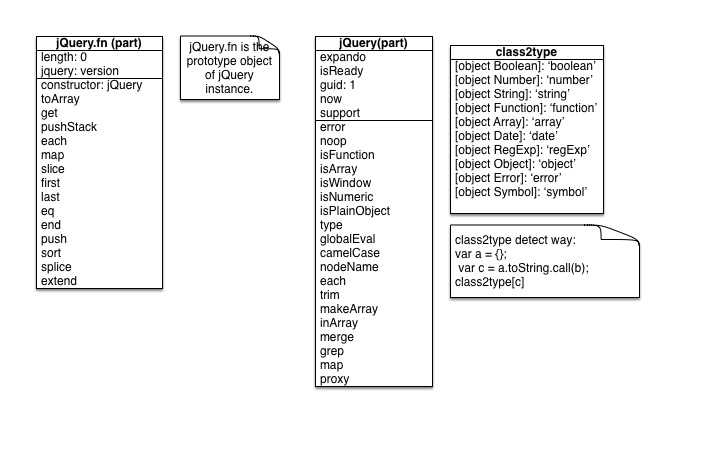 jQuery.fn (part)
length: 0
jquery: version
constructor: jQuery
toArray
get
pushStack
each
map
slice
first
last
eq
end
push
sort
splice
extend
jQuery.fn is the
prototype object
of jQuery
instance.
jQuery(part)
expando
isReady
guid: 1
now
support
error
noop
isFunction
isArray
isWindow
isNumeric
isPlainObject
type
globalEval
camelCase
nodeName
each
trim
makeArray
inArray
merge
grep
map
proxy
class2type
[object Boolean]: ‘boolean’
[object Number]: ‘number’
[object String]: ‘string’
[object Function]: ‘function’
[object Array]: ‘array’
[object Date]: ‘date’
[object RegExp]: ‘regExp’
[object Object]: ‘object’
[object Error]: ‘error’
[object Symbol]: ‘symbol’
class2type detect way:
var a = {};
var c = a.toString.call(b);
class2type[c]